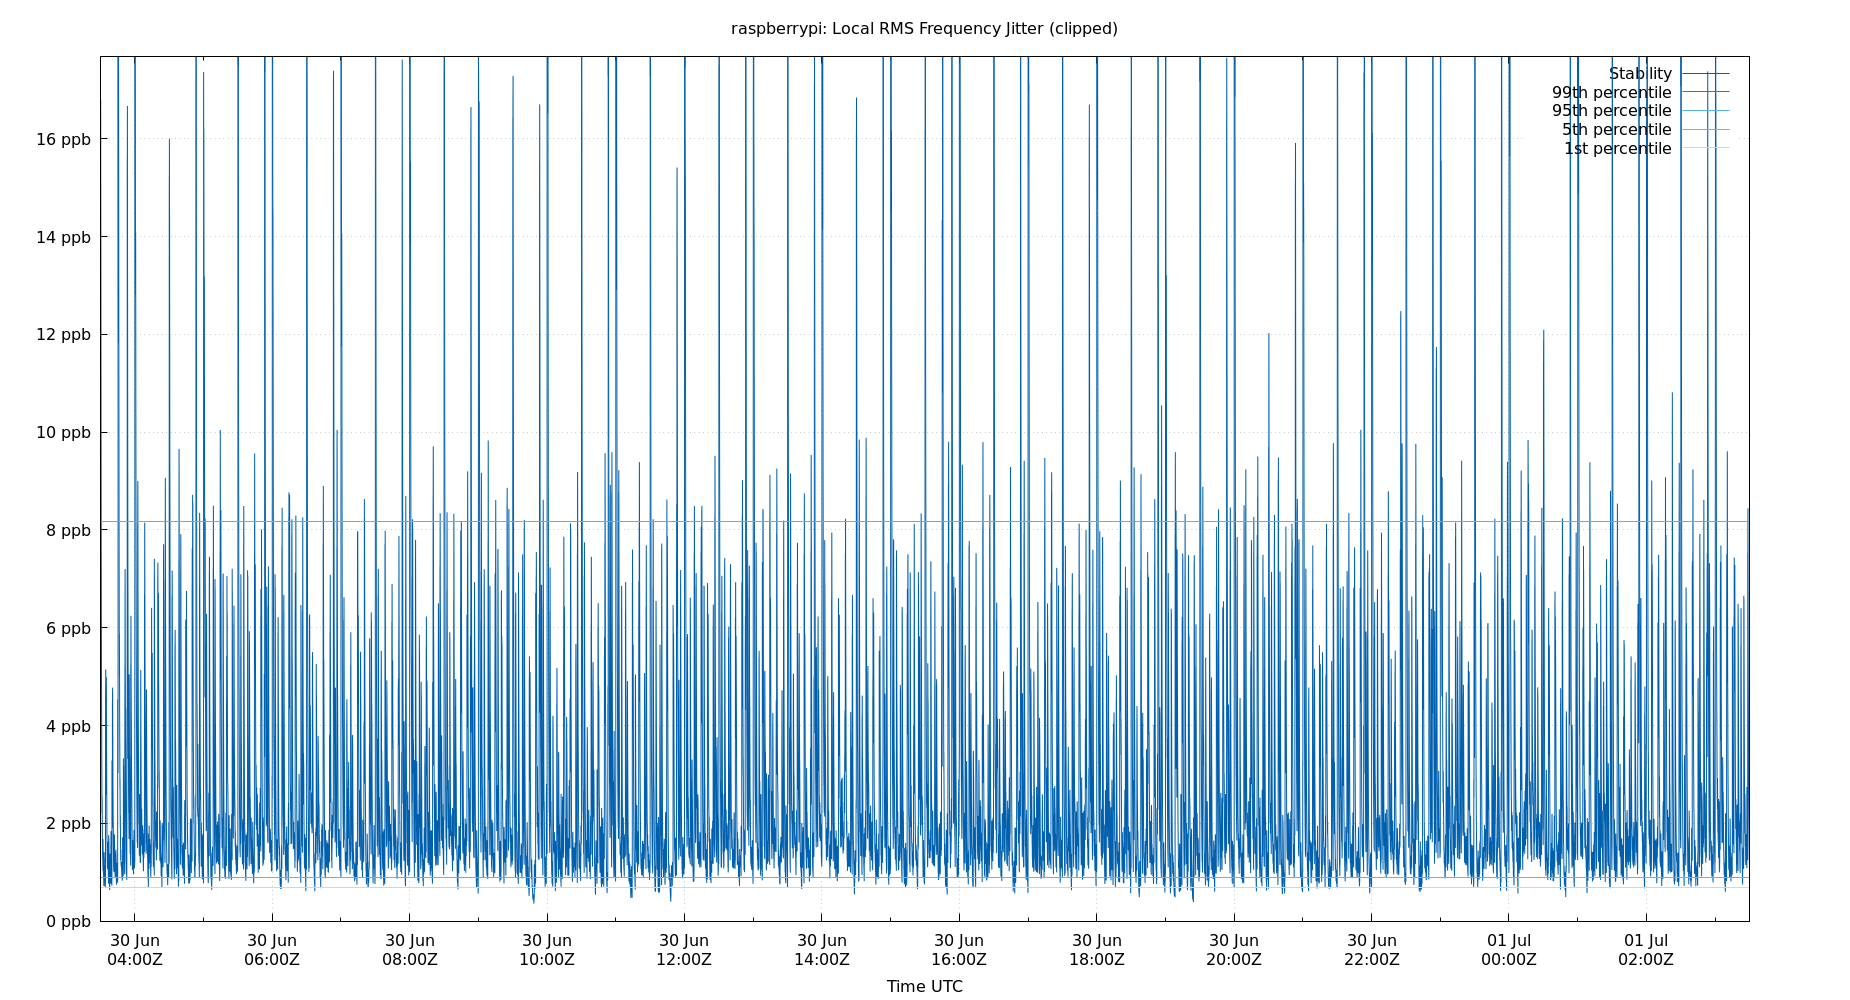 raspberrypi: Local RMS Frequency Jitter (clipped)
Stability
99th percentile
95th percentile
5th percentile
1st percentile
16 ppb
14 ppb
12 ppb
10 ppb
8 ppb
6 ppb
4 ppb
2 ppb
0 ppb
30 Jun 30 Jun 30 Jun 30 Jun 30 Jun 30 Jun 30 Jun 30 Jun 30 Jun 30 Jun 01 Jul 01 Jul
04:00Z 06:00Z 08:00Z 10:00Z 12:00Z 14:00Z 16:00Z 18:00Z 20:00Z 22:00Z 00:00Z 02:00Z
Time UTC